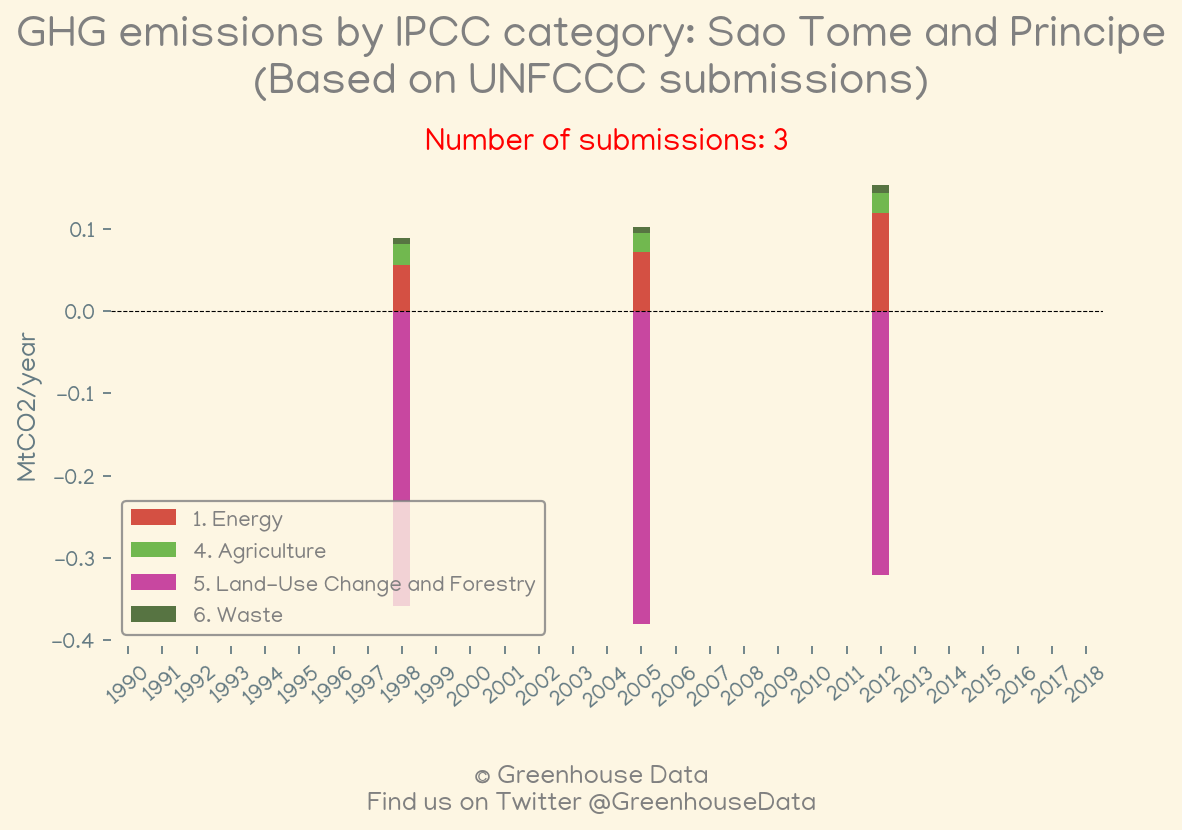 GHG emissions by IPCC category: Sao Tome and Principe
(Based on UNFCCC submissions)
Number of submissions: 3
MtCO2/year
0.1
0.0
-0.1
-0.2
-0.3
-0.4
1. Energy
4. Agriculture
5. Land-Use Change and Forestry
6. Waste
1990 1991 1992 1993 1994 1995 1996 1997 1998 1999 2000 2001 2002 2003 2004 2005 2006 2007 2008 2009 2010 2011 2012 2013 2014 2015 2016 2017 2018
© Greenhouse Data
Find us on Twitter @GreenhouseData